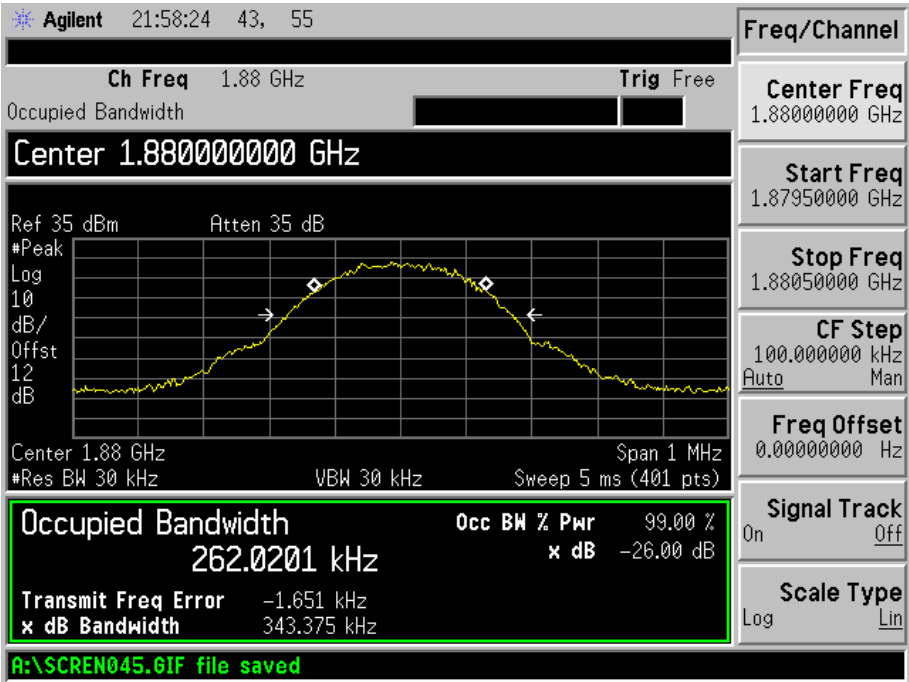 Agilent 21:58:24 43, 55
Ch Freq 1.88 GHz Trig Free
Occupied Bandwidth
Center 1.880000000 GHz
Ref 35 dBm Atten 35 dB
#Peak
Log
10
dB/
Offst
12
dB
Center 1.88 GHz Span 1 MHz
#Res BW 30 kHz VBW 30 kHz Sweep 5 ms (401 pts)
Occupied Bandwidth
262.0201 kHz
Occ BW % Pwr 99.00 %
x dB -26.00 dB
Transmit Freq Error -1.651 kHz
x dB Bandwidth 343.375 kHz
A:\SCREN045.GIF file saved
Freq/Channel
Center Freq
1.88000000 GHz
Start Freq
1.87950000 GHz
Stop Freq
1.88050000 GHz
CF Step
100.000000 kHz
Auto Man
Freq Offset
0.00000000 Hz
Signal Track
On Off
Scale Type
Log Lin